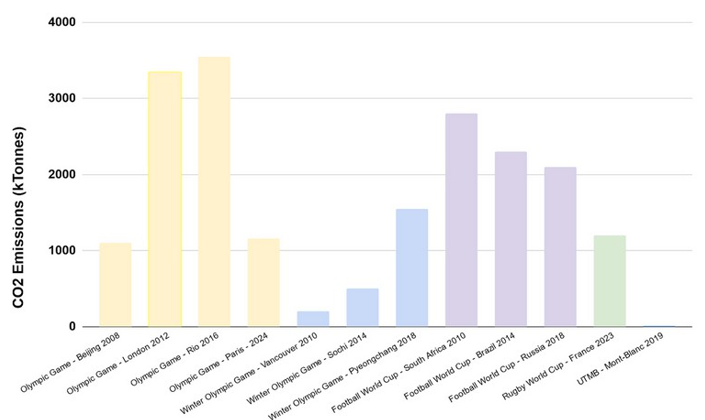 4000
3000
2000
1000
0
CO2 Emissions (kTonnes)
Olympic Game - Beijing 2008
Olympic Game - London 2012
Olympic Game - Rio 2016
Olympic Game - Paris - 2024
Winter Olympic Game - Vancouver 2010
Winter Olympic Game - Sochi 2014
Winter Olympic Game - Pyeongchang 2018
Football World Cup - South Africa 2010
Football World Cup - Brazil 2014
Football World Cup - Russia 2018
Rugby World Cup - France 2023
UTMB - Mont-Blanc 2019